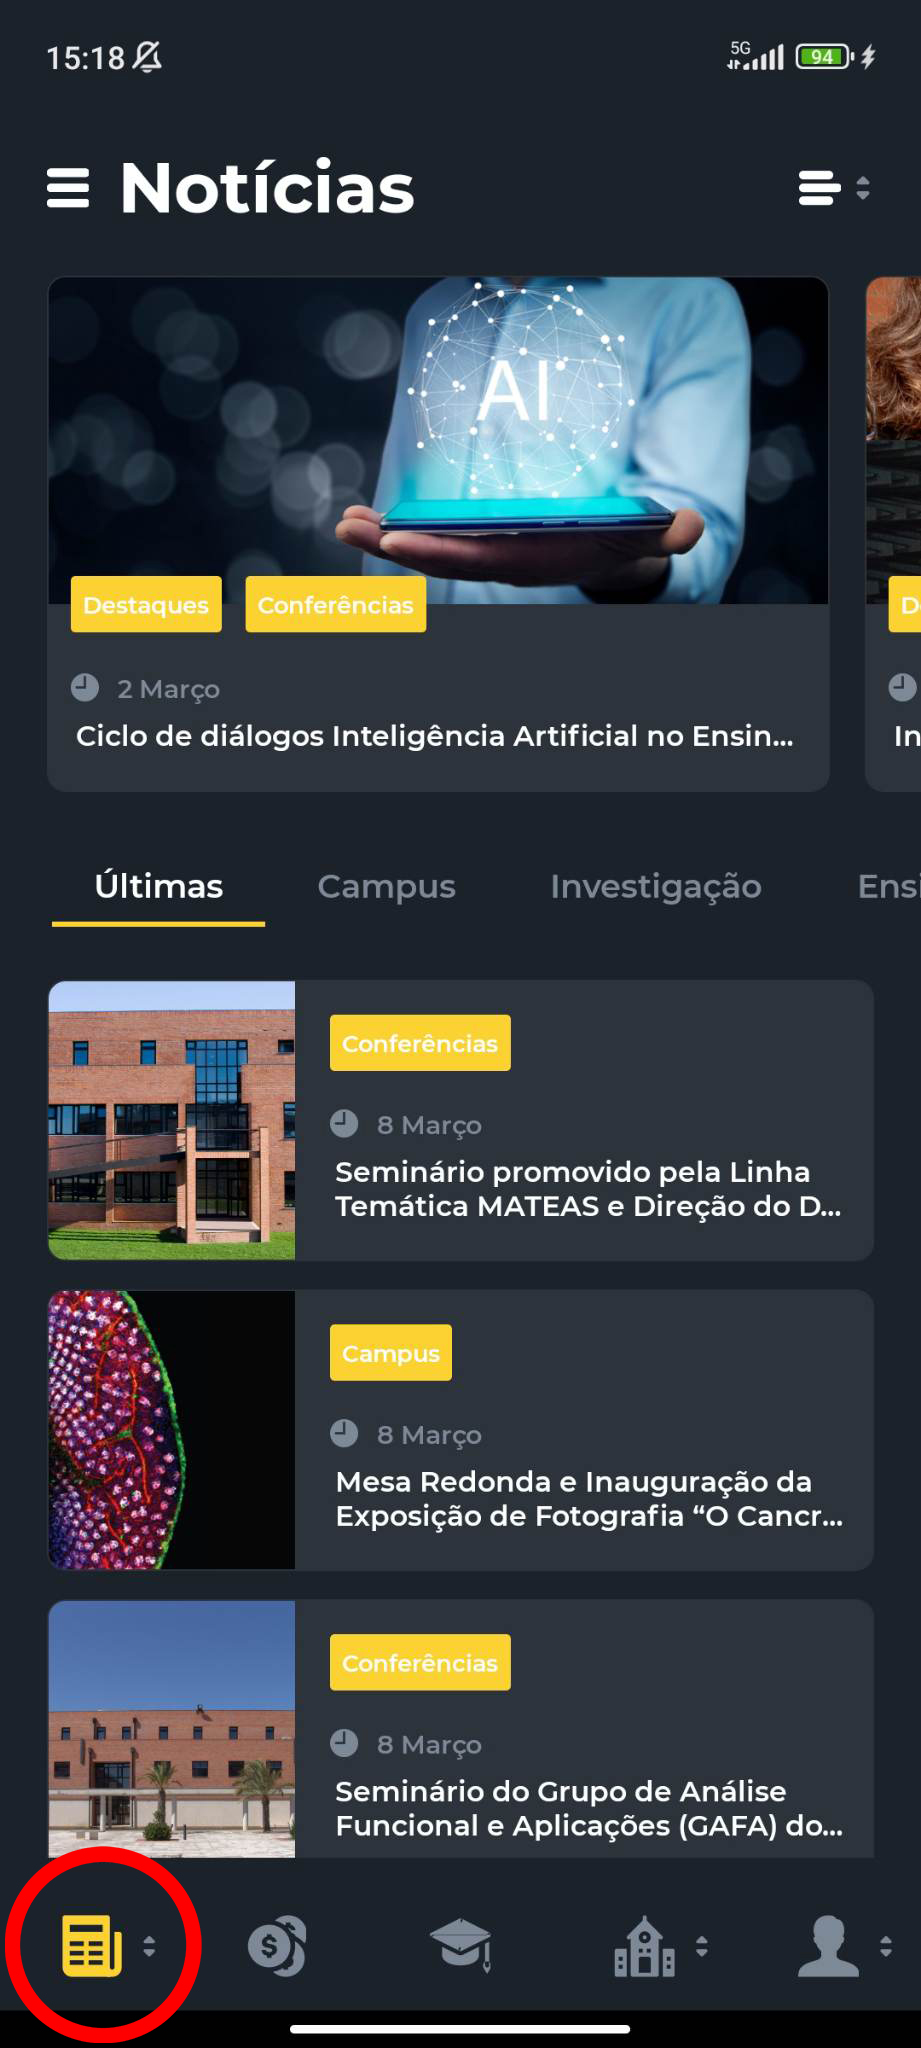 15:18
5G
94
Notícias
AI
Destaques
Conferências
2 Março
Ciclo de diálogos Inteligência Artificial no Ensin...
In
Últimas
Campus
Investigação
Ensi
Conferências
8 Março
Seminário promovido pela Linha
Temática MATEAS e Direção do D...
Campus
8 Março
Mesa Redonda e Inauguração da
Exposição de Fotografia “O Cancr...
Conferências
8 Março
Seminário do Grupo de Análise
Funcional e Aplicações (GAFA) do...
$